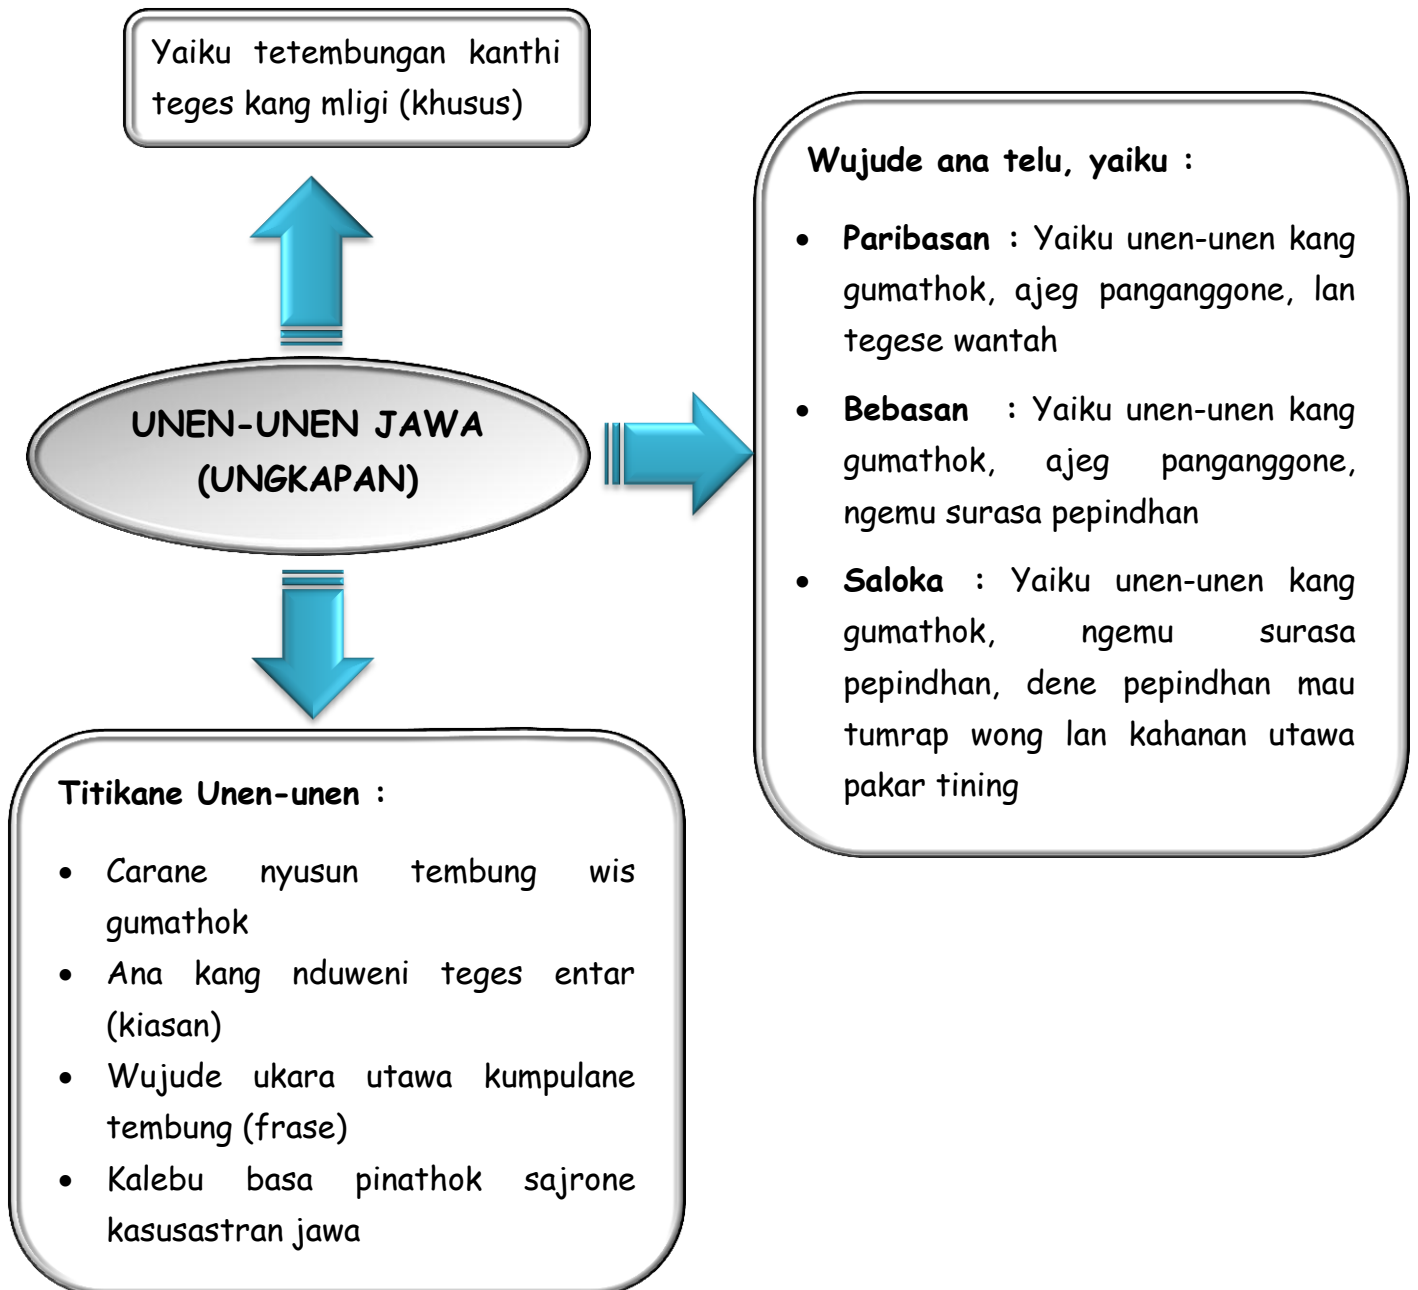 Yaiku tetembungan kanthi
teges kang mligi (khusus)
UNEN-UNEN JAWA
(UNGKAPAN)
Wujude ana telu, yaiku :
• Paribasan : Yaiku unen-unen kang
gumathok, ajeg panganggone, lan
tegese wantah
• Bebasan : Yaiku unen-unen kang
gumathok, ajeg panganggone,
ngemu surasa pepindhan
• Saloka : Yaiku unen-unen kang
gumathok, ngemu surasa
pepindhan, dene pepindhan mau
tumrap wong lan kahanan utawa
pakar tining
Titikane Unen-unen :
• Carane nyusun tembung wis
gumathok
• Ana kang nduweni teges entar
(kiasan)
• Wujude ukara utawa kumpulane
tembung (frase)
• Kalebu basa pinathok sajrone
kasusastran jawa